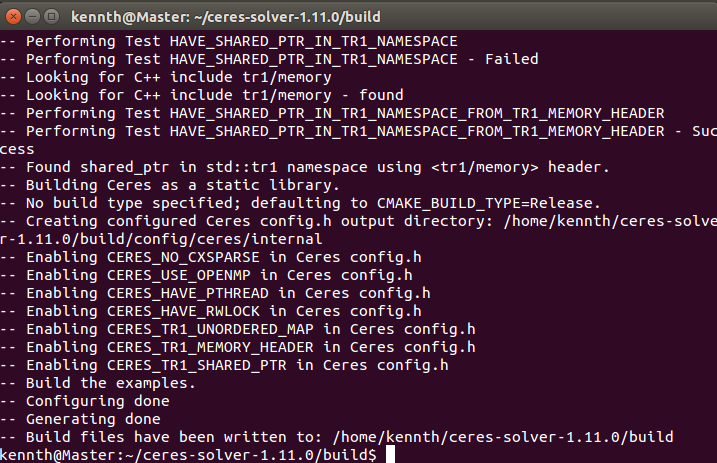 kennth@Master: ~/ceres-solver-1.11.0/build
-- Performing Test HAVE_SHARED_PTR_IN_TR1_NAMESPACE
-- Performing Test HAVE_SHARED_PTR_IN_TR1_NAMESPACE - Failed
-- Looking for C++ include tr1/memory
-- Looking for C++ include tr1/memory - found
-- Performing Test HAVE_SHARED_PTR_IN_TR1_NAMESPACE_FROM_TR1_MEMORY_HEADER
-- Performing Test HAVE_SHARED_PTR_IN_TR1_NAMESPACE_FROM_TR1_MEMORY_HEADER - Suc
cess
-- Found shared_ptr in std::tr1 namespace using <tr1/memory> header.
-- Building Ceres as a static library.
-- No build type specified; defaulting to CMAKE_BUILD_TYPE=Release.
-- Creating configured Ceres config.h output directory: /home/kennth/ceres-solve
r-1.11.0/build/config/ceres/internal
-- Enabling CERES_NO_CXSPARSE in Ceres config.h
-- Enabling CERES_USE_OPENMP in Ceres config.h
-- Enabling CERES_HAVE_PTHREAD in Ceres config.h
-- Enabling CERES_HAVE_RWLOCK in Ceres config.h
-- Enabling CERES_TR1_UNORDERED_MAP in Ceres config.h
-- Enabling CERES_TR1_MEMORY_HEADER in Ceres config.h
-- Enabling CERES_TR1_SHARED_PTR in Ceres config.h
-- Build the examples.
-- Configuring done
-- Generating done
-- Build files have been written to: /home/kennth/ceres-solver-1.11.0/build
kennth@Master:~/ceres-solver-1.11.0/build$